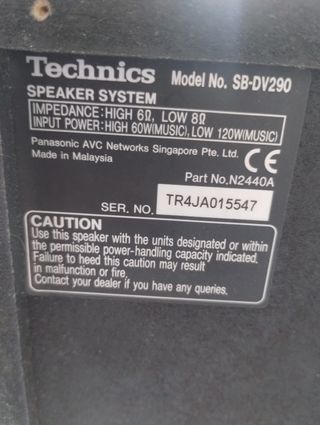 Technics Model No. SB-DV290
SPEAKER SYSTEM
IMPEDANCE: HIGH 6Ω, LOW 8Ω
INPUT POWER: HIGH 60W(MUSIC), LOW 120W(MUSIC)
Panasonic AVC Networks Singapore Pte. Ltd.
Made in Malaysia
CE
Part No.N2440A
SER. NO. TR4JA015547
CAUTION
Use this speaker with the units designated or within
the permissible power-handling capacity indicated.
Failure to heed this caution may result
in malfunction or fire.
Contact your dealer if you have any queries.